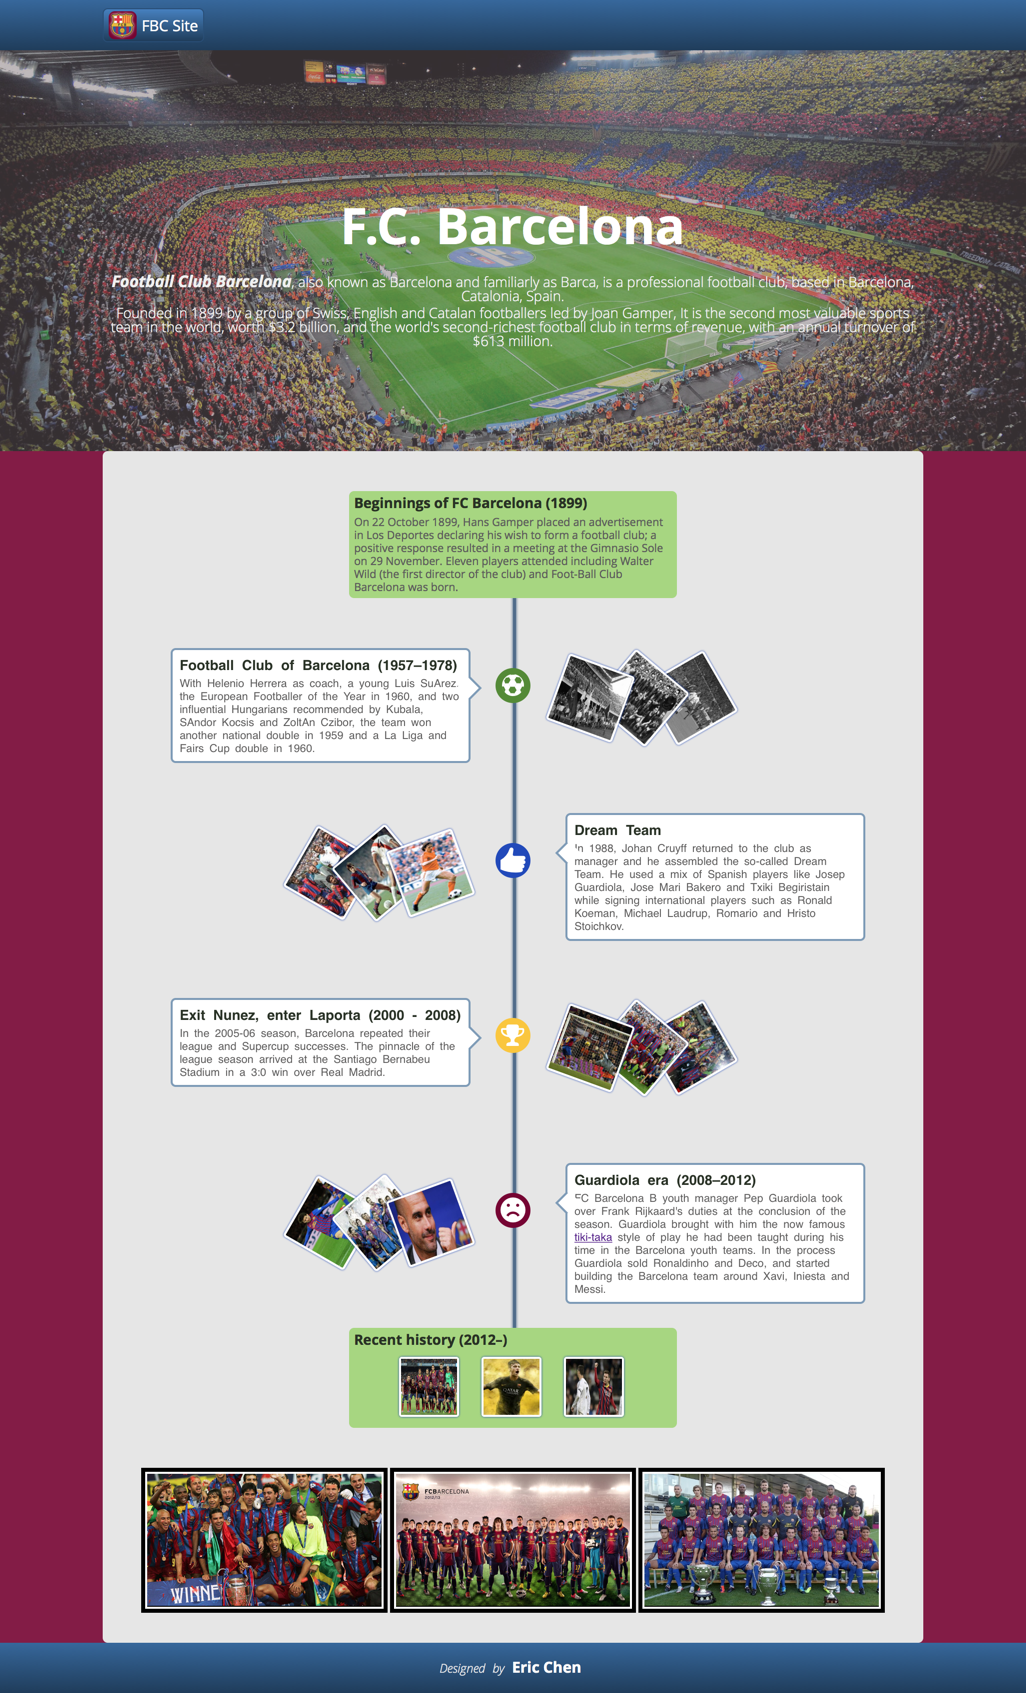 FBC Site
F.C. Barcelona
Football Club Barcelona, also known as Barcelona and familiarly as Barca, is a professional football club, based in Barcelona,
Catalonia, Spain.
Founded in 1899 by a group of Swiss, English and Catalan footballers led by Joan Gamper, It is the second most valuable sports
team in the world, worth $3.2 billion, and the world's second-richest football club in terms of revenue, with an annual turnover of
$613 million.
Beginnings of FC Barcelona (1899)
On 22 October 1899, Hans Gamper placed an advertisement
in Los Deportes declaring his wish to form a football club; a
positive response resulted in a meeting at the Gimnasio Sole
on 29 November. Eleven players attended including Walter
Wild (the first director of the club) and Foot-Ball Club
Barcelona was born.
Football Club of Barcelona (1957–1978)
With Helenio Herrera as coach, a young Luis SuArez,
the European Footballer of the Year in 1960, and two
influential Hungarians recommended by Kubala,
SAndor Kocsis and ZoltAn Czibor, the team won
another national double in 1959 and a La Liga and
Fairs Cup double in 1960.
Dream Team
In 1988, Johan Cruyff returned to the club as
manager and he assembled the so-called Dream
Team. He used a mix of Spanish players like Josep
Guardiola, Jose Mari Bakero and Txiki Begiristain
while signing international players such as Ronald
Koeman, Michael Laudrup, Romario and Hristo
Stoichkov.
Exit Nunez, enter Laporta (2000 - 2008)
In the 2005-06 season, Barcelona repeated their
league and Supercup successes. The pinnacle of the
league season arrived at the Santiago Bernabeu
Stadium in a 3:0 win over Real Madrid.
Guardiola era (2008–2012)
FC Barcelona B youth manager Pep Guardiola took
over Frank Rijkaard's duties at the conclusion of the
season. Guardiola brought with him the now famous
tiki-taka style of play he had been taught during his
time in the Barcelona youth teams. In the process
Guardiola sold Ronaldinho and Deco, and started
building the Barcelona team around Xavi, Iniesta and
Messi.
Recent history (2012–)
WINNE
FCBARCELONA
Designed by Eric Chen